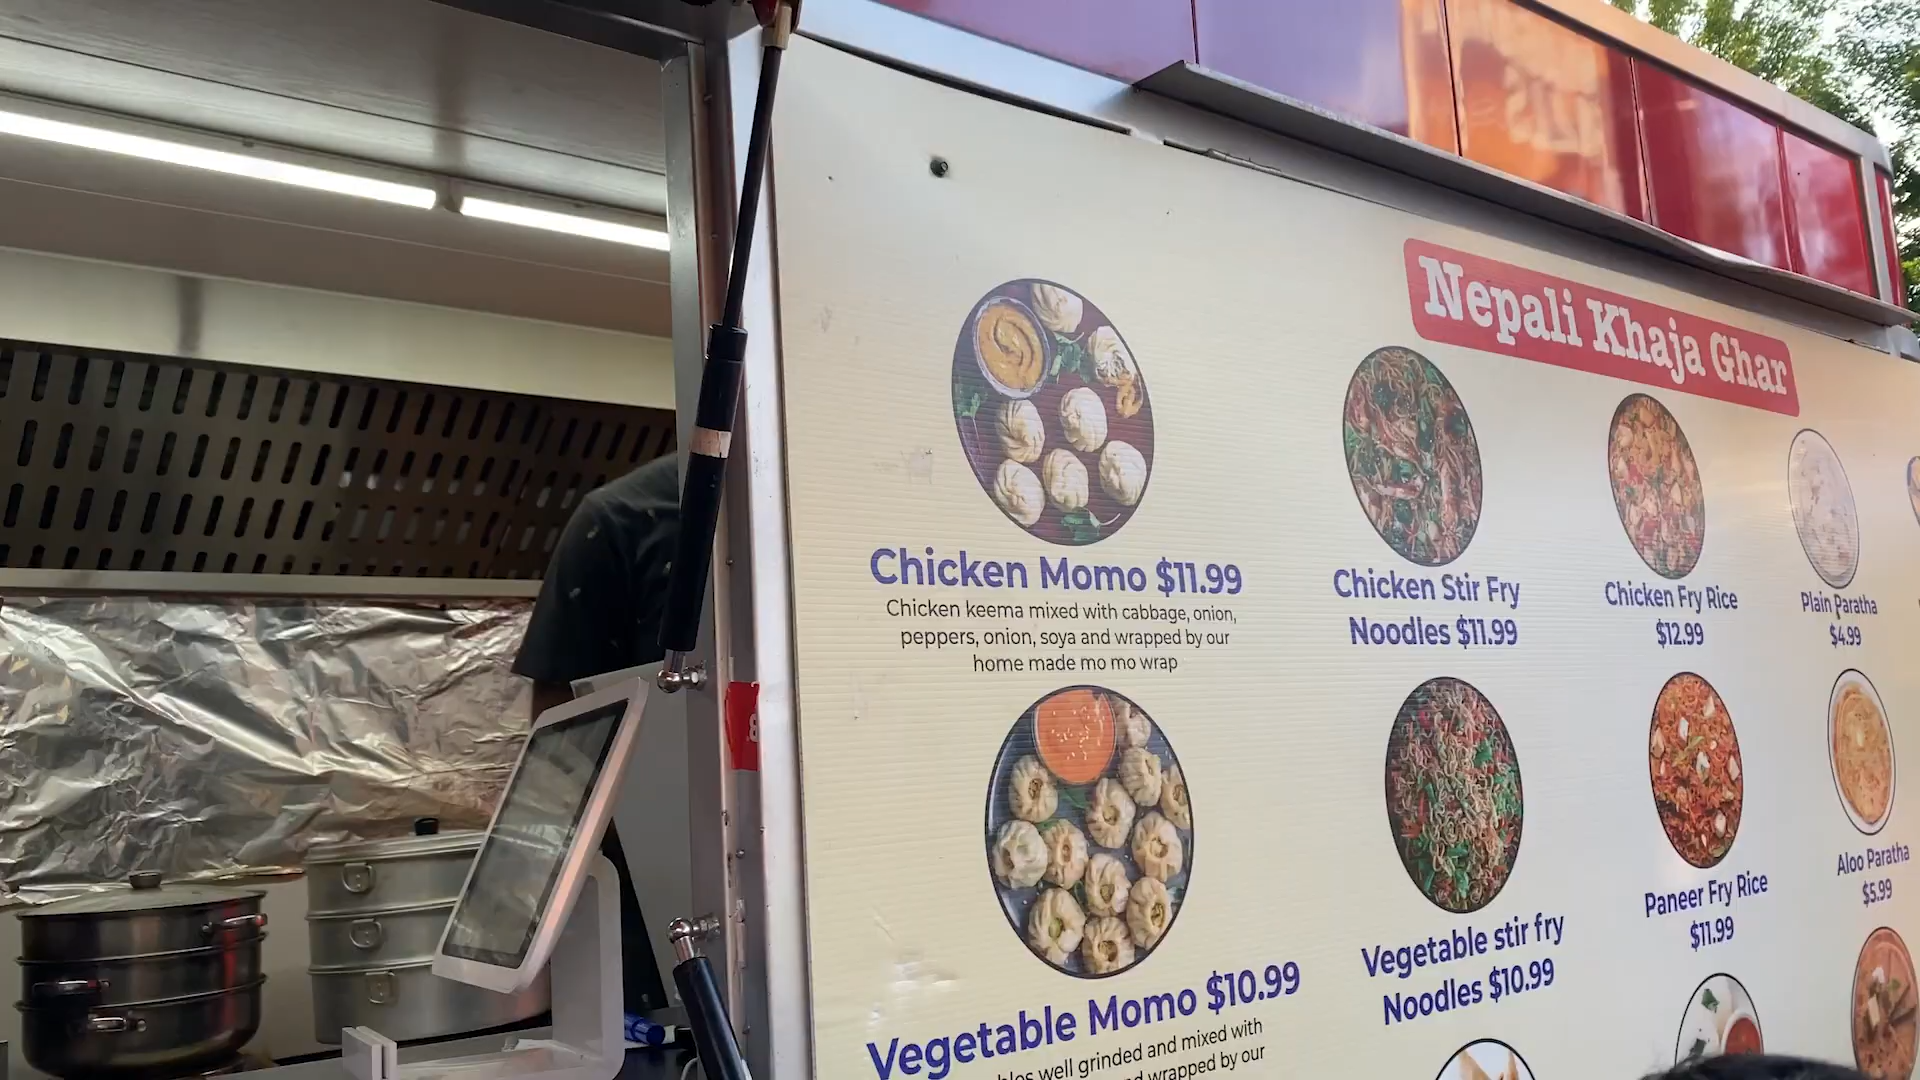 Nepali Khaja Ghar
Chicken Momo $11.99
Chicken keema mixed with cabbage, onion,
peppers, onion, soya and wrapped by our
home made mo mo wrap
Chicken Stir Fry
Noodles $11.99
Chicken Fry Rice
$12.99
Plain Paratha
$4.99
Vegetable Momo $10.99
well grinded and mixed with
wrapped by our
Vegetable stir fry
Noodles $10.99
Paneer Fry Rice
$11.99
Aloo Paratha
$5.99